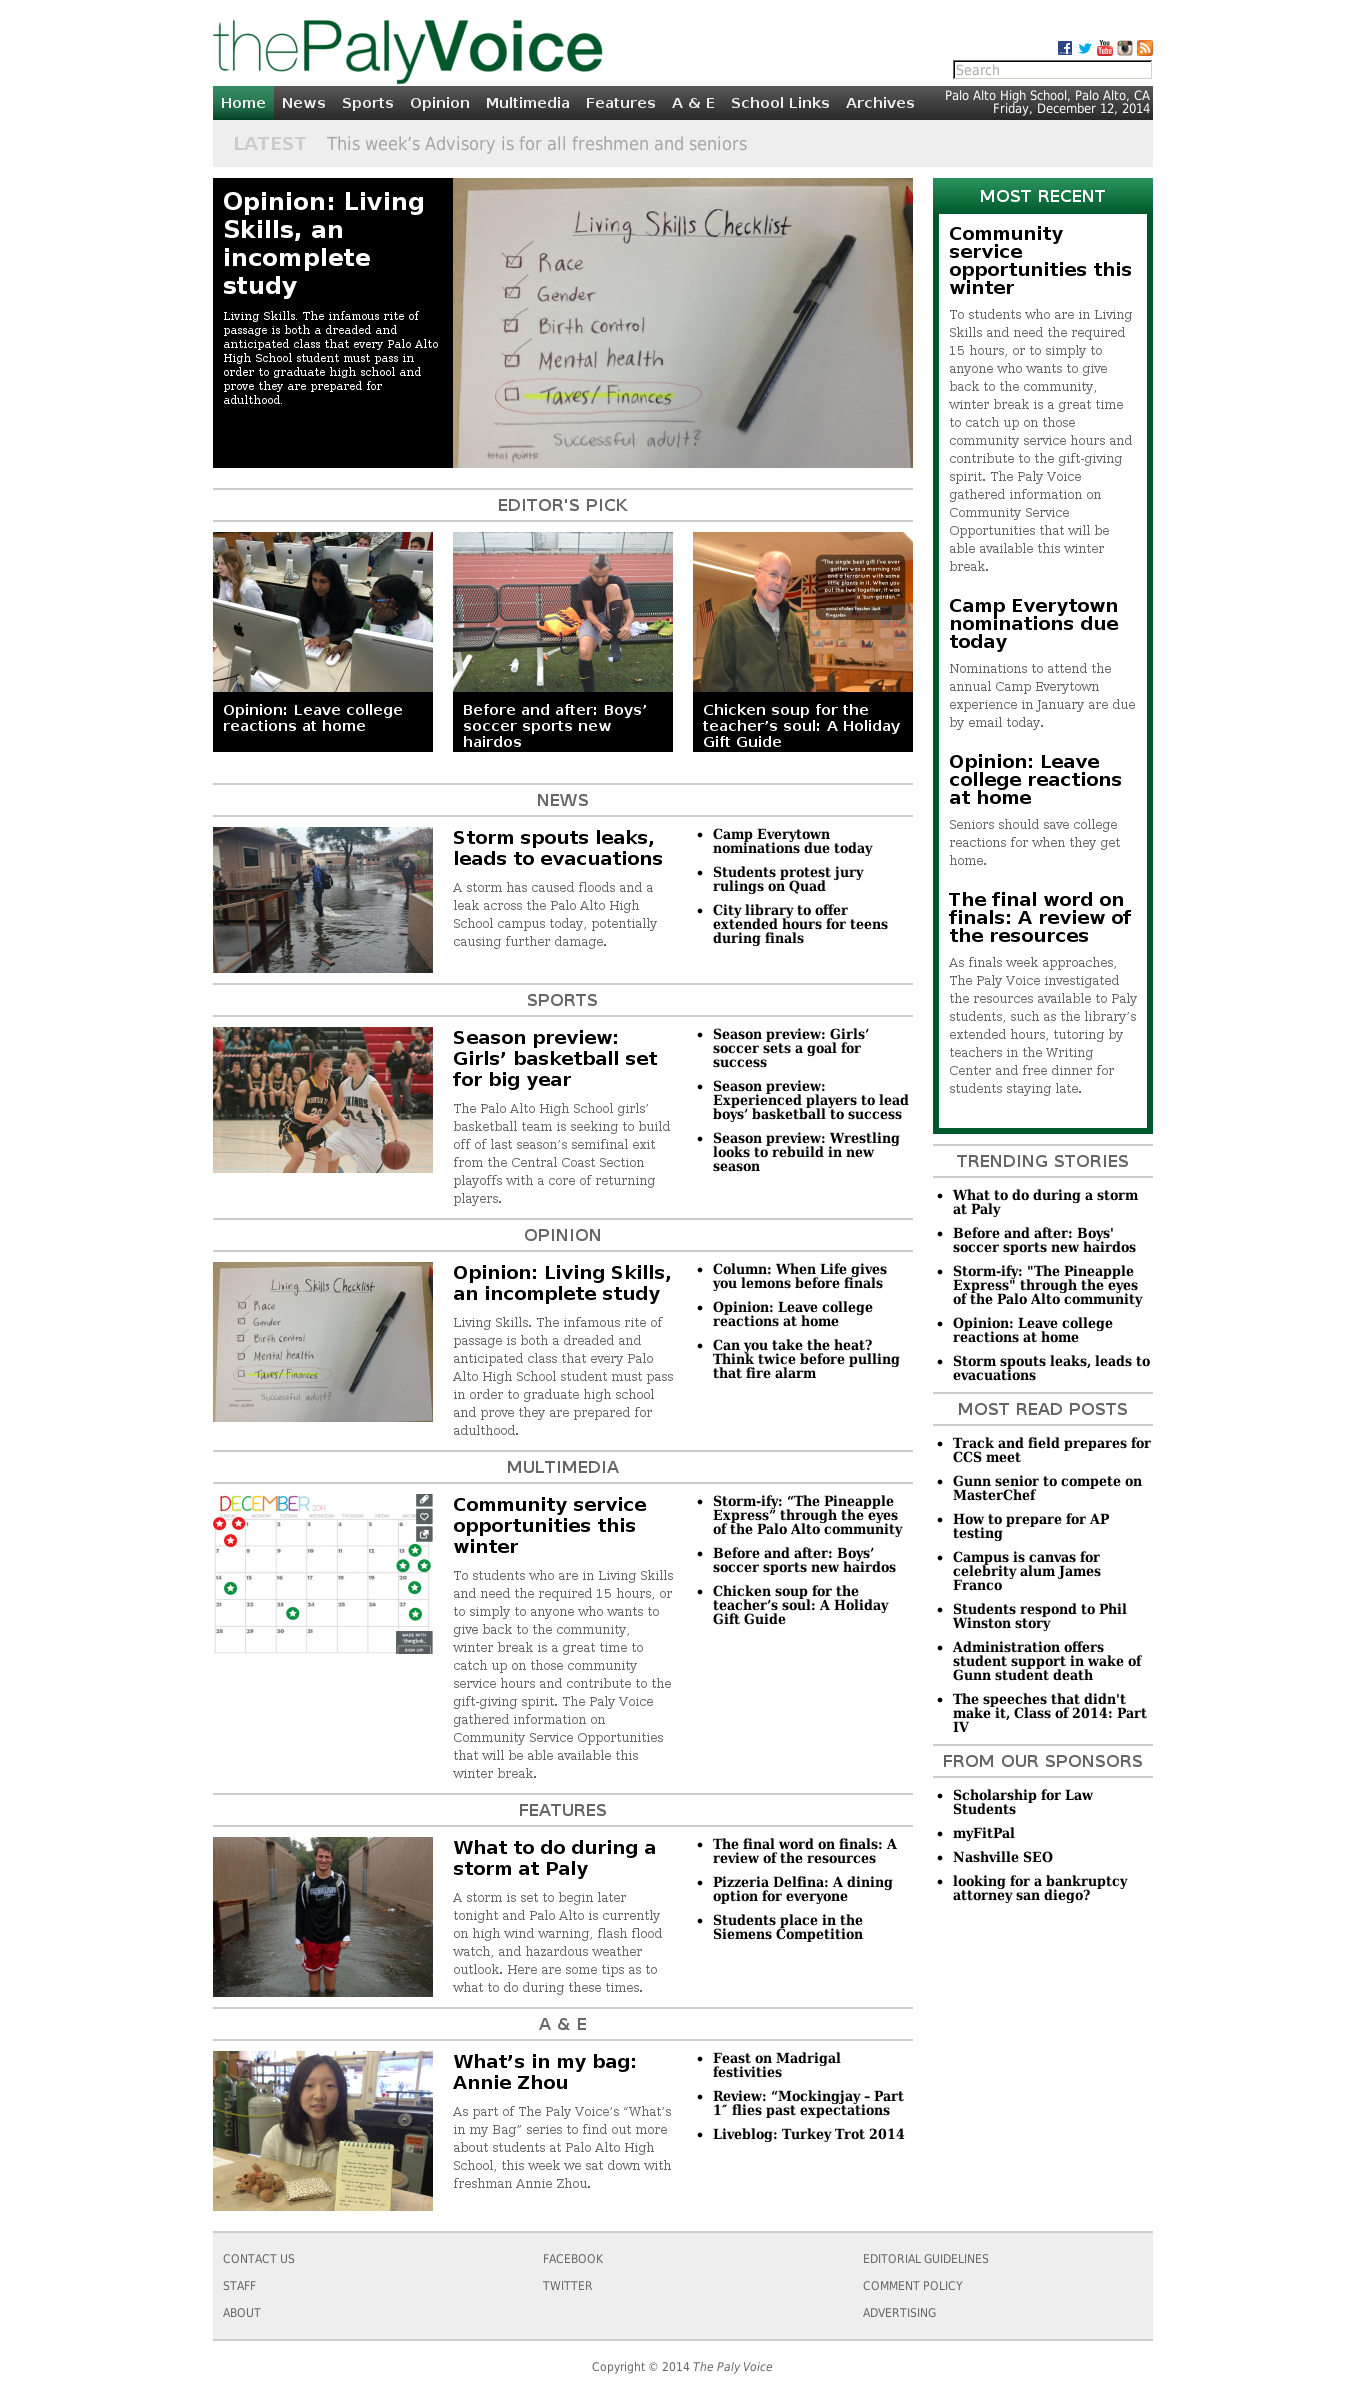 thePalyVoice
Search
Home News Sports Opinion Multimedia Features A & E School Links Archives
Palo Alto High School, Palo Alto, CA
Friday, December 12, 2014
LATEST This week’s Advisory is for all freshmen and seniors
Opinion: Living
Skills, an
incomplete
study
Living Skills. The infamous rite of
passage is both a dreaded and
anticipated class that every Palo Alto
High School student must pass in
order to graduate high school and
prove they are prepared for
adulthood.
Living Skills Checklist
Race
Gender
Birth control
Mental health
Taxes/Finances
Successful adult?
total points
EDITOR'S PICK
Opinion: Leave college
reactions at home
Before and after: Boys’
soccer sports new
hairdos
"The single best gift I've ever
gotten was a morning roll
and a terrarium with some
little plants in it. When you
put the two together, it was
a 'bun-garden.'"
Chicken soup for the
teacher’s soul: A Holiday
Gift Guide
NEWS
Storm spouts leaks,
leads to evacuations
A storm has caused floods and a
leak across the Palo Alto High
School campus today, potentially
causing further damage.
Camp Everytown
nominations due today
Students protest jury
rulings on Quad
City library to offer
extended hours for teens
during finals
SPORTS
Season preview:
Girls’ basketball set
for big year
The Palo Alto High School girls’
basketball team is seeking to build
off of last season’s semifinal exit
from the Central Coast Section
playoffs with a core of returning
players.
Season preview: Girls’
soccer sets a goal for
success
Season preview:
Experienced players to lead
boys’ basketball to success
Season preview: Wrestling
looks to rebuild in new
season
OPINION
Living Skills Checklist
Race
Gender
Birth control
Mental health
Taxes/Finances
Successful adult?
Opinion: Living Skills,
an incomplete study
Living Skills. The infamous rite of
passage is both a dreaded and
anticipated class that every Palo
Alto High School student must pass
in order to graduate high school
and prove they are prepared for
adulthood.
Column: When Life gives
you lemons before finals
Opinion: Leave college
reactions at home
Can you take the heat?
Think twice before pulling
that fire alarm
MULTIMEDIA
DECEMBER 2014
Community service
opportunities this
winter
To students who are in Living Skills
and need the required 15 hours, or
to simply to anyone who wants to
give back to the community,
winter break is a great time to
catch up on those community
service hours and contribute to the
gift-giving spirit. The Paly Voice
gathered information on
Community Service Opportunities
that will be able available this
winter break.
Storm-ify: “The Pineapple
Express” through the eyes
of the Palo Alto community
Before and after: Boys’
soccer sports new hairdos
Chicken soup for the
teacher’s soul: A Holiday
Gift Guide
FEATURES
What to do during a
storm at Paly
A storm is set to begin later
tonight and Palo Alto is currently
on high wind warning, flash flood
watch, and hazardous weather
outlook. Here are some tips as to
what to do during these times.
The final word on finals: A
review of the resources
Pizzeria Delfina: A dining
option for everyone
Students place in the
Siemens Competition
A & E
What’s in my bag:
Annie Zhou
As part of The Paly Voice’s “What’s
in my Bag” series to find out more
about students at Palo Alto High
School, this week we sat down with
freshman Annie Zhou.
Feast on Madrigal
festivities
Review: “Mockingjay – Part
1″ flies past expectations
Liveblog: Turkey Trot 2014
MOST RECENT
Community
service
opportunities this
winter
To students who are in Living
Skills and need the required
15 hours, or to simply to
anyone who wants to give
back to the community,
winter break is a great time
to catch up on those
community service hours and
contribute to the gift-giving
spirit. The Paly Voice
gathered information on
Community Service
Opportunities that will be
able available this winter
break.
Camp Everytown
nominations due
today
Nominations to attend the
annual Camp Everytown
experience in January are due
by email today.
Opinion: Leave
college reactions
at home
Seniors should save college
reactions for when they get
home.
The final word on
finals: A review of
the resources
As finals week approaches,
The Paly Voice investigated
the resources available to Paly
students, such as the library’s
extended hours, tutoring by
teachers in the Writing
Center and free dinner for
students staying late.
TRENDING STORIES
What to do during a storm
at Paly
Before and after: Boys'
soccer sports new hairdos
Storm-ify: "The Pineapple
Express" through the eyes
of the Palo Alto community
Opinion: Leave college
reactions at home
Storm spouts leaks, leads to
evacuations
MOST READ POSTS
Track and field prepares for
CCS meet
Gunn senior to compete on
MasterChef
How to prepare for AP
testing
Campus is canvas for
celebrity alum James
Franco
Students respond to Phil
Winston story
Administration offers
student support in wake of
Gunn student death
The speeches that didn't
make it, Class of 2014: Part
IV
FROM OUR SPONSORS
Scholarship for Law
Students
myFitPal
Nashville SEO
looking for a bankruptcy
attorney san diego?
CONTACT US
STAFF
ABOUT
FACEBOOK
TWITTER
EDITORIAL GUIDELINES
COMMENT POLICY
ADVERTISING
Copyright © 2014 The Paly Voice